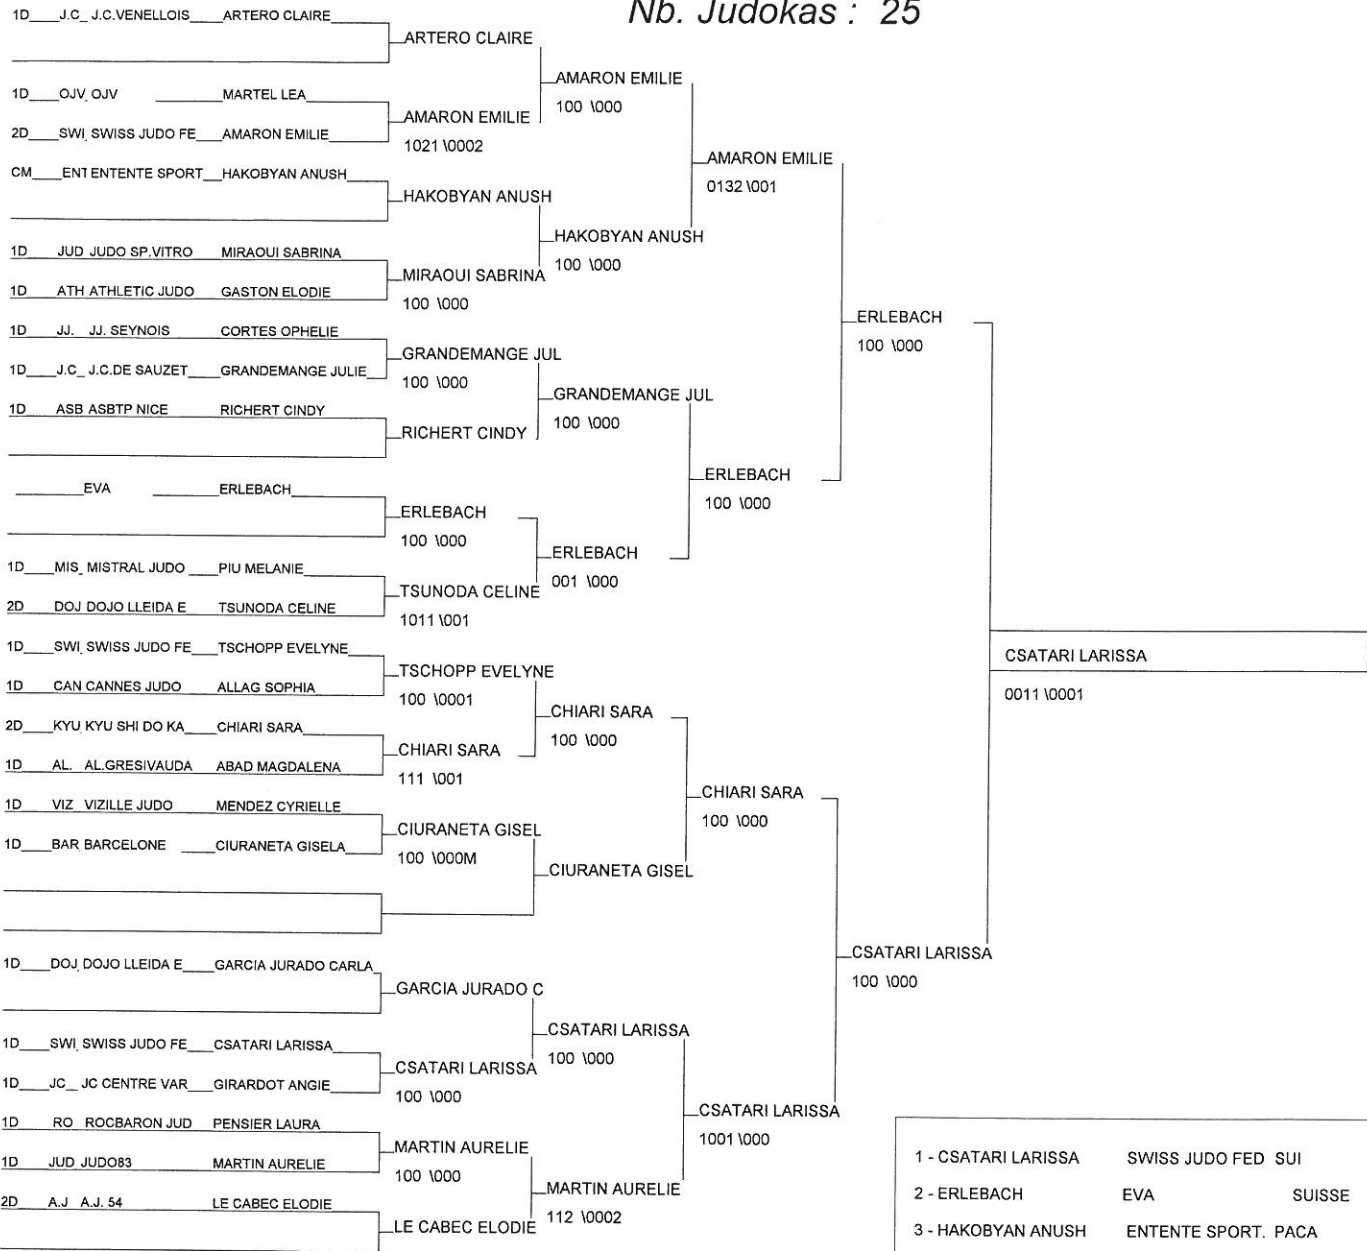 Nb. Judokas : 25
1D J.C_ J.C.VENELLOIS ARTERO CLAIRE
ARTERO CLAIRE
AMARON EMILIE
100 \000
1D OJV OJV MARTEL LEA
AMARON EMILIE
1021 \0002
2D SWI SWISS JUDO FE AMARON EMILIE
AMARON EMILIE
0132 \001
CM ENT ENTENTE SPORT HAKOBYAN ANUSH
HAKOBYAN ANUSH
HAKOBYAN ANUSH
100 \000
1D JUD JUDO SP.VITRO MIRAOUI SABRINA
MIRAOUI SABRINA
100 \000
1D ATH ATHLETIC JUDO GASTON ELODIE
ERLEBACH
100 \000
1D JJ. JJ. SEYNOIS CORTES OPHELIE
GRANDEMANGE JUL
100 \000
1D J.C_ J.C.DE SAUZET GRANDEMANGE JULIE
GRANDEMANGE JUL
100 \000
1D ASB ASBTP NICE RICHERT CINDY
RICHERT CINDY
ERLEBACH
100 \000
EVA ERLEBACH
ERLEBACH
100 \000
ERLEBACH
001 \000
1D MIS_ MISTRAL JUDO PIU MELANIE
TSUNODA CELINE
1011 \001
2D DOJ DOJO LLEIDA E TSUNODA CELINE
1D SWI SWISS JUDO FE TSCHOPP EVELYNE
CSATARI LARISSA
0011 \0001
TSCHOPP EVELYNE
100 \0001
1D CAN CANNES JUDO ALLAG SOPHIA
CHIARI SARA
100 \000
2D KYU KYU SHI DO KA CHIARI SARA
CHIARI SARA
111 \001
1D AL. AL.GRESIVAUDA ABAD MAGDALENA
CHIARI SARA
100 \000
1D VIZ VIZILLE JUDO MENDEZ CYRIELLE
CIURANETA GISEL
100 \000M
1D BAR BARCELONE CIURANETA GISELA
CIURANETA GISEL
CSATARI LARISSA
100 \000
1D DOJ DOJO LLEIDA E GARCIA JURADO CARLA
GARCIA JURADO C
CSATARI LARISSA
100 \000
1D SWI SWISS JUDO FE CSATARI LARISSA
CSATARI LARISSA
100 \000
1D JC_ JC CENTRE VAR GIRARDOT ANGIE
CSATARI LARISSA
1001 \000
1D RO ROCBARON JUD PENSIER LAURA
MARTIN AURELIE
100 \000
1D JUD JUDO83 MARTIN AURELIE
MARTIN AURELIE
112 \0002
2D A.J A.J. 54 LE CABEC ELODIE
LE CABEC ELODIE
1 - CSATARI LARISSA SWISS JUDO FED SUI
2 - ERLEBACH EVA SUISSE
3 - HAKOBYAN ANUSH ENTENTE SPORT. PACA